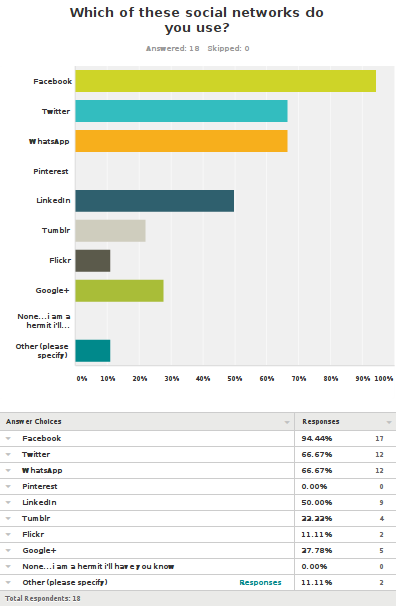 Which of these social networks do
you use?
Answered: 18 Skipped: 0
Facebook
Twitter
WhatsApp
Pinterest
LinkedIn
Tumblr
Flickr
Google+
None...i am a
hermit i'll...
Other (please
specify)
0% 10% 20% 30% 40% 50% 60% 70% 80% 90% 100%
Answer Choices Responses
Facebook 94.44% 17
Twitter 66.67% 12
WhatsApp 66.67% 12
Pinterest 0.00% 0
LinkedIn 50.00% 9
Tumblr 22.22% 4
Flickr 11.11% 2
Google+ 27.78% 5
None...i am a hermit i'll have you know 0.00% 0
Other (please specify) Responses 11.11% 2
Total Respondents: 18